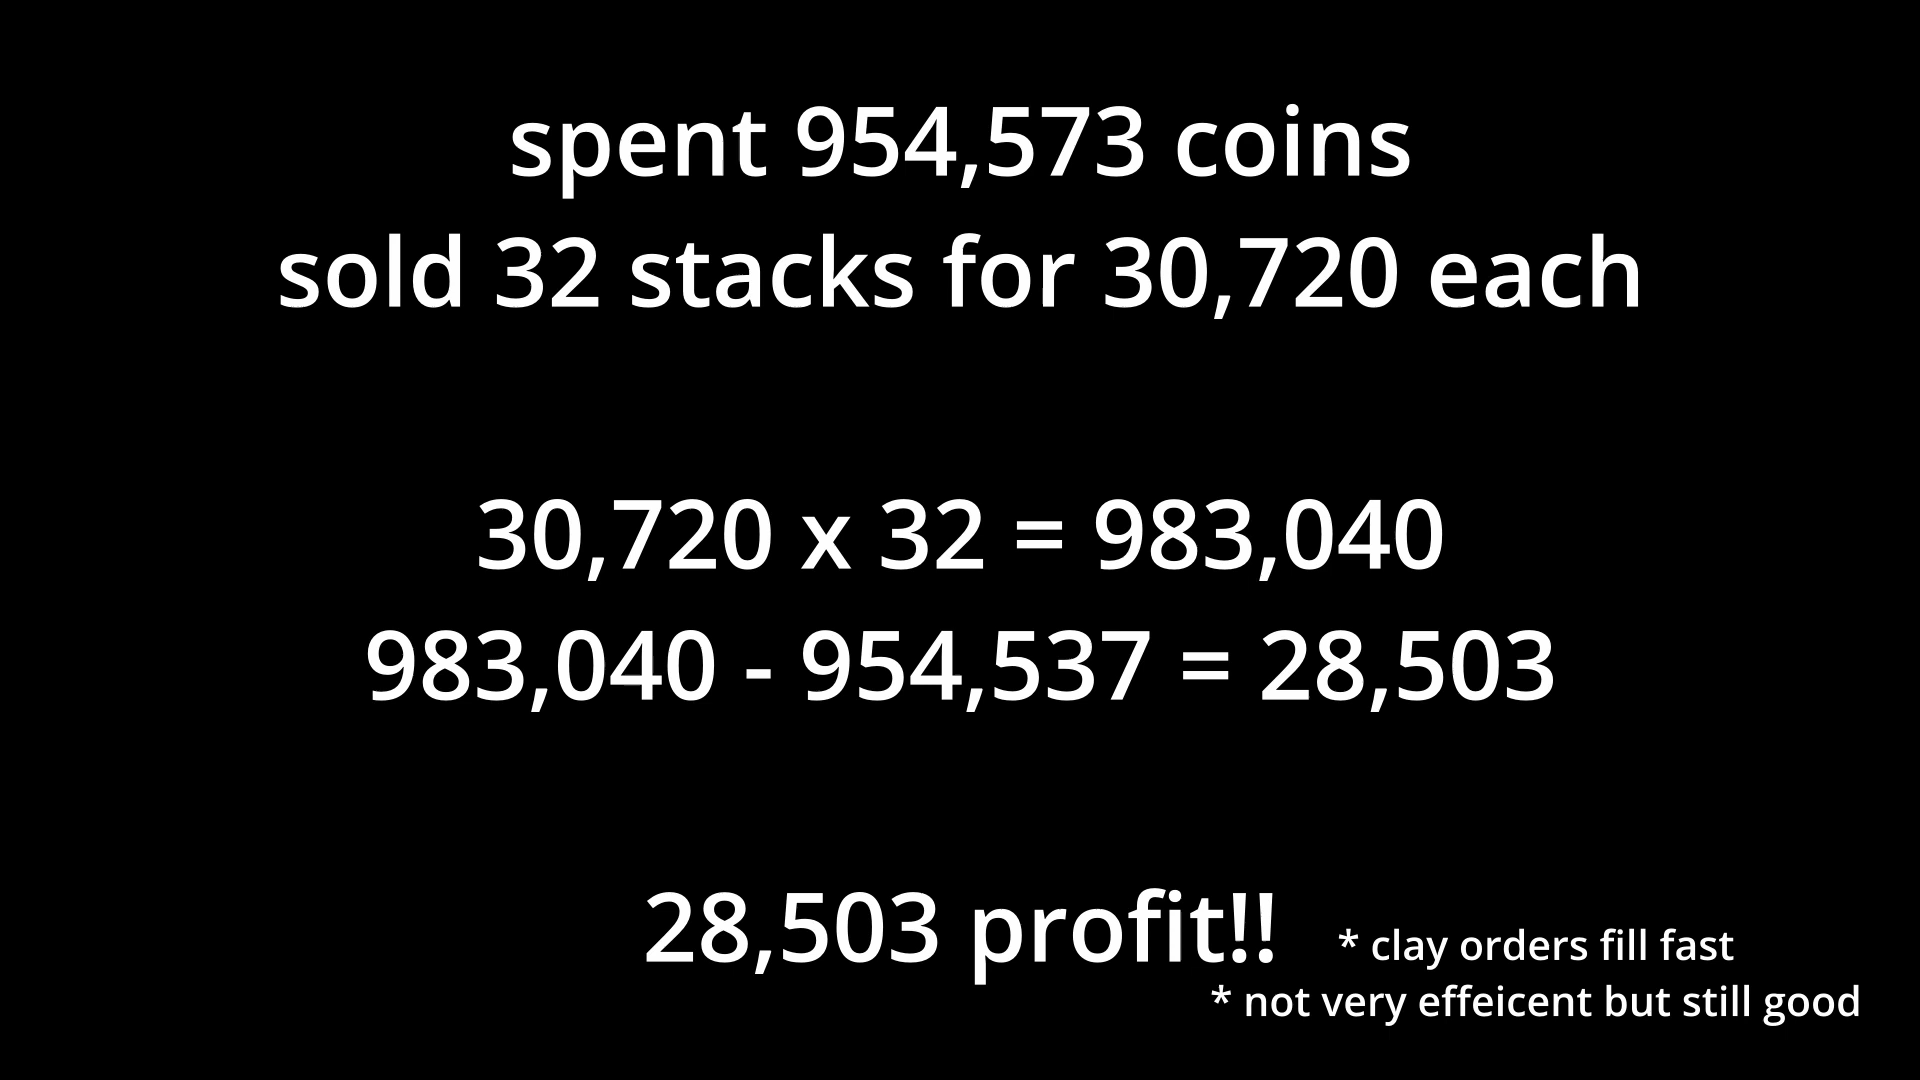 spent 954,573 coins
sold 32 stacks for 30,720 each
30,720 x 32 = 983,040
983,040 - 954,537 = 28,503
28,503 profit!!
* clay orders fill fast
* not very effeicent but still good